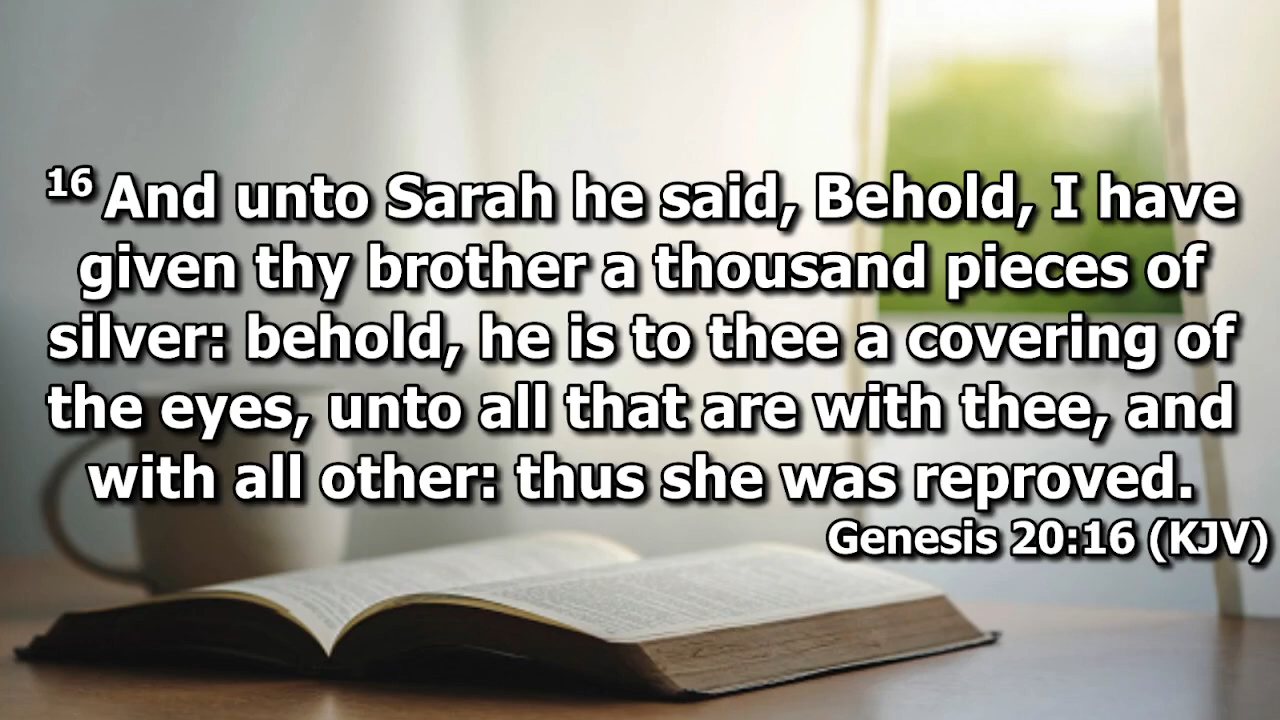 16 And unto Sarah he said, Behold, I have
given thy brother a thousand pieces of
silver: behold, he is to thee a covering of
the eyes, unto all that are with thee, and
with all other: thus she was reproved.
Genesis 20:16 (KJV)